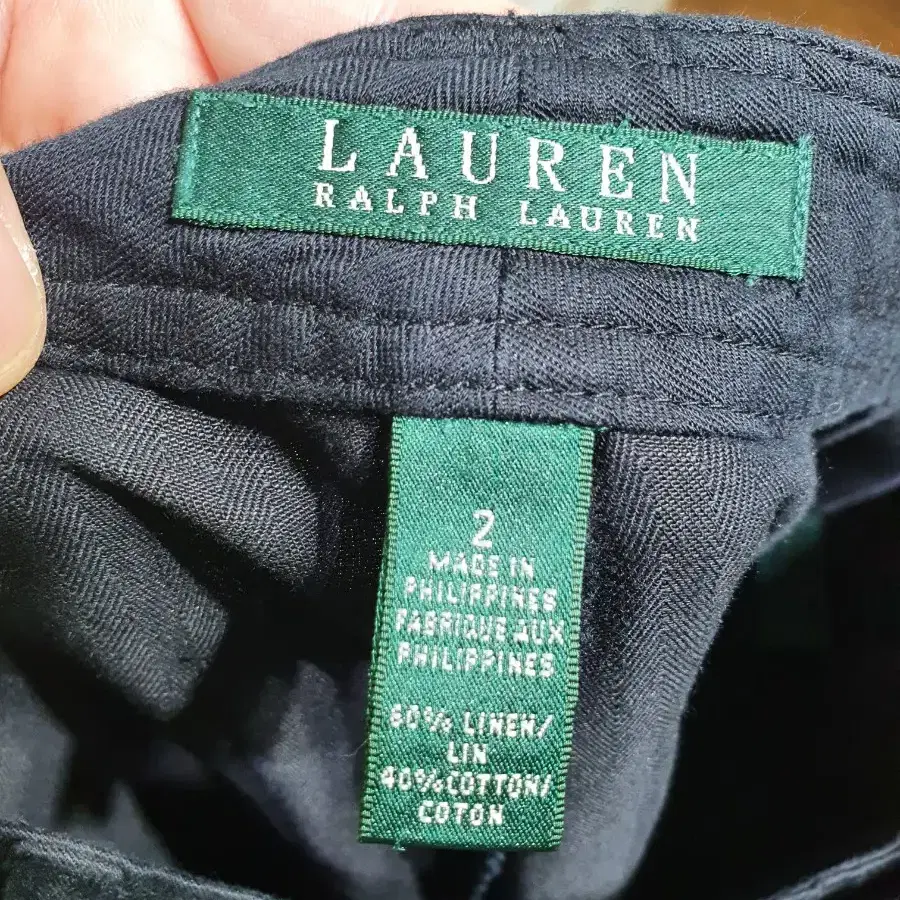 LAUREN
RALPH LAUREN
2
MADE IN
PHILIPPINES
FABRIQUE AUX
PHILIPPINES
60% LINEN/
LIN
40% COTTON/
COTON